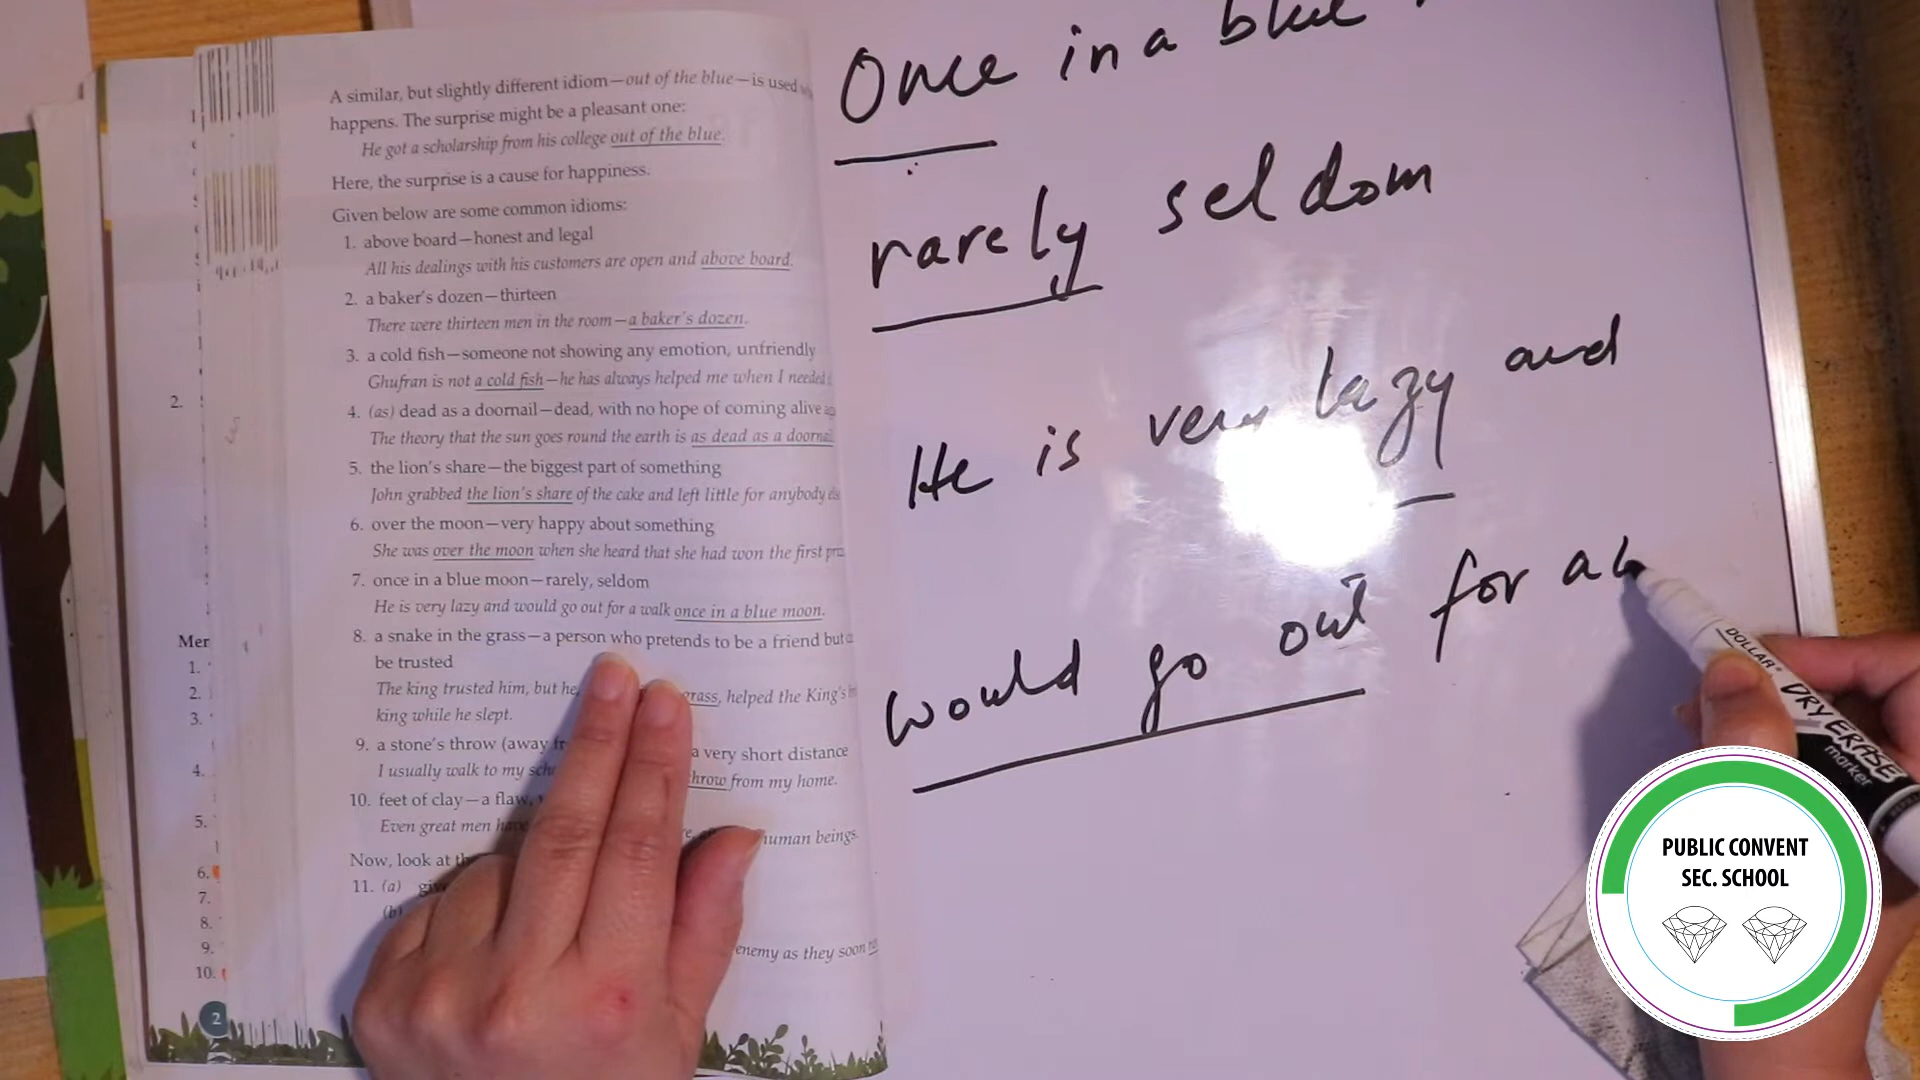 A similar, but slightly different idiom—out of the blue—is used
happens. The surprise might be a pleasant one:
He got a scholarship from his college out of the blue.
Here, the surprise is a cause for happiness.
Given below are some common idioms:
1. above board—honest and legal
All his dealings with his customers are open and above board.
2. a baker's dozen—thirteen
There were thirteen men in the room—a baker's dozen.
3. a cold fish—someone not showing any emotion, unfriendly
Ghufran is not a cold fish—he has always helped me when I needed
4. (as) dead as a doornail—dead, with no hope of coming alive
The theory that the sun goes round the earth is as dead as a doornail
5. the lion's share—the biggest part of something
John grabbed the lion's share of the cake and left little for anybody
6. over the moon—very happy about something
She was over the moon when she heard that she had won the first
7. once in a blue moon—rarely, seldom
He is very lazy and would go out for a walk once in a blue moon.
8. a snake in the grass—a person who pretends to be a friend but
be trusted
The king trusted him, but he, grass, helped the King's
king while he slept.
9. a stone's throw (away a very short distance
I usually walk to my throw from my home.
10. feet of clay—a flaw,
Even great men human beings.
Now, look at
11. (a)
(b)
enemy as they soon
2.
Mer
1.
2.
3.
4.
5.
6.
7.
8.
9.
10.
2
Once in a blue
rarely seldom
He is very lazy and
would go out for a
DOLLAR
DRY ERASE
marker
PUBLIC CONVENT
SEC. SCHOOL